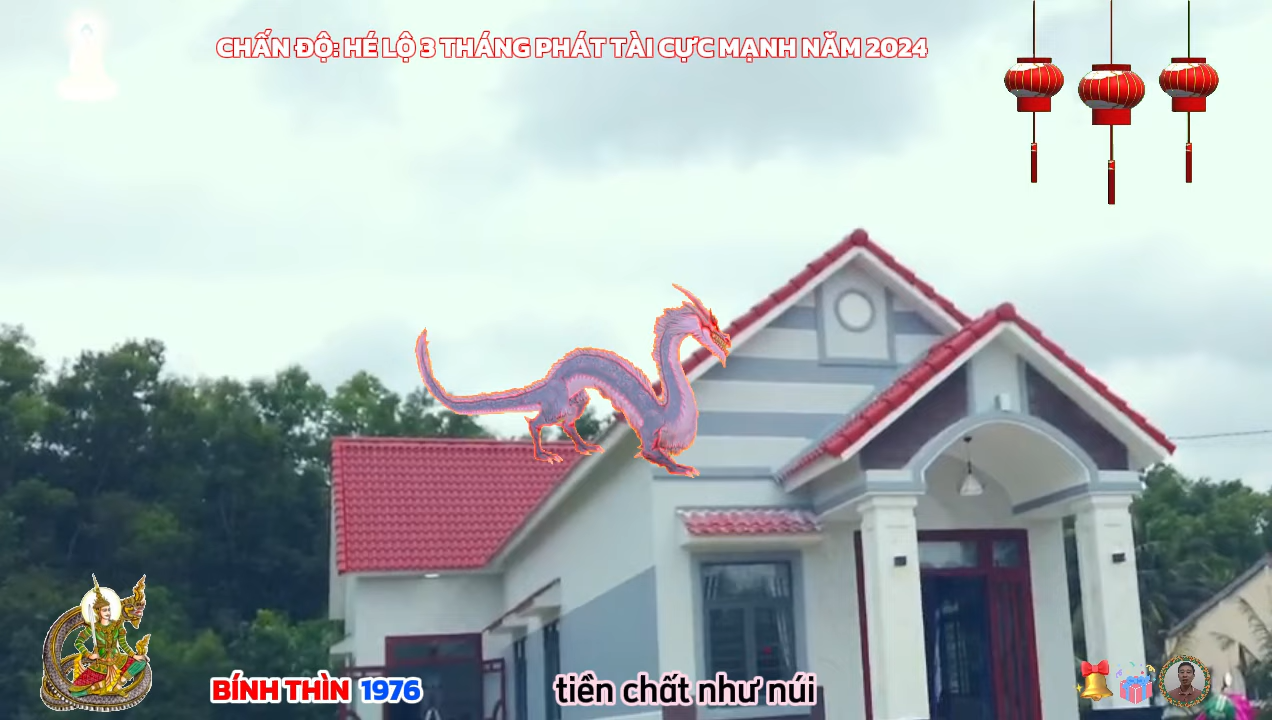 CHẤN ĐỘ: HÉ LỘ 3 THÁNG PHÁT TÀI CỰC MẠNH NĂM 2024
BÍNH THÌN 1976
tiền chất như núi